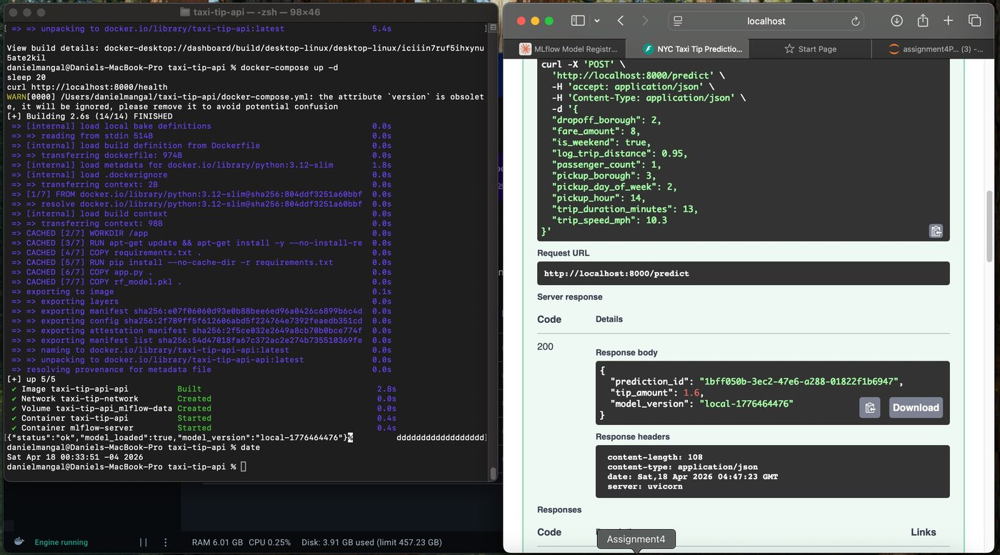 taxi-tip-api — -zsh — 98×46
[ => => unpacking to docker.io/library/taxi-tip-api:latest 5.4s ]
View build details: docker-desktop://dashboard/build/desktop-linux/desktop-linux/iciiin7ruf5ihxynu
5ate2kil
danielmangal@Daniels-MacBook-Pro taxi-tip-api % docker-compose up -d
sleep 20
curl http://localhost:8000/health
WARN[0000] /Users/danielmangal/taxi-tip-api/docker-compose.yml: the attribute `version` is obsolet
e, it will be ignored, please remove it to avoid potential confusion
[+] Building 2.6s (14/14) FINISHED
=> [internal] load local bake definitions 0.0s
=> => reading from stdin 514B 0.0s
=> [internal] load build definition from Dockerfile 0.0s
=> => transferring dockerfile: 974B 0.0s
=> [internal] load metadata for docker.io/library/python:3.12-slim 1.8s
=> [internal] load .dockerignore 0.0s
=> => transferring context: 2B 0.0s
=> [1/7] FROM docker.io/library/python:3.12-slim@sha256:804ddf3251a60bbf 0.0s
=> => resolve docker.io/library/python:3.12-slim@sha256:804ddf3251a60bbf 0.0s
=> [internal] load build context 0.0s
=> => transferring context: 98B 0.0s
=> CACHED [2/7] WORKDIR /app 0.0s
=> CACHED [3/7] RUN apt-get update && apt-get install -y --no-install-re 0.0s
=> CACHED [4/7] COPY requirements.txt . 0.0s
=> CACHED [5/7] RUN pip install --no-cache-dir -r requirements.txt 0.0s
=> CACHED [6/7] COPY app.py . 0.0s
=> CACHED [7/7] COPY rf_model.pkl . 0.0s
=> exporting to image 0.1s
=> => exporting layers 0.0s
=> => exporting manifest sha256:e07f06060d93e0b88bee6ed96a0426c6899b6c4d 0.0s
=> => exporting config sha256:2f789ff5f612606abd5f224764e7392feaedb351cd 0.0s
=> => exporting attestation manifest sha256:2f5ce032e2649a8cb70b0bce774f 0.0s
=> => exporting manifest list sha256:54d47018fa67c372ac2e274b735510369fe 0.0s
=> => naming to docker.io/library/taxi-tip-api-api:latest 0.0s
=> => unpacking to docker.io/library/taxi-tip-api-api:latest 0.0s
=> resolving provenance for metadata file 0.0s
[+] up 5/5
✔ Image taxi-tip-api-api Built 2.8s
✔ Network taxi-tip-network Created 0.0s
✔ Volume taxi-tip-api_mlflow-data Created 0.0s
✔ Container taxi-tip-api Started 0.4s
✔ Container mlflow-server Started 0.4s
[{"status":"ok","model_loaded":true,"model_version":"local-1776464476"}% dddddddddddddddddd]
danielmangal@Daniels-MacBook-Pro taxi-tip-api % date
Sat Apr 18 00:33:51 -04 2026
danielmangal@Daniels-MacBook-Pro taxi-tip-api %
Engine running
RAM 6.01 GB CPU 0.25% Disk: 3.91 GB used (limit 457.23 GB)
localhost
MLflow Model Registr...
NYC Taxi Tip Predictio...
Start Page
assignment4P... (3) -...
curl -X 'POST' \
'http://localhost:8000/predict' \
-H 'accept: application/json' \
-H 'Content-Type: application/json' \
-d '{
"dropoff_borough": 2,
"fare_amount": 8,
"is_weekend": true,
"log_trip_distance": 0.95,
"passenger_count": 1,
"pickup_borough": 3,
"pickup_day_of_week": 2,
"pickup_hour": 14,
"trip_duration_minutes": 13,
"trip_speed_mph": 10.3
}'
Request URL
http://localhost:8000/predict
Server response
Code Details
200
Response body
{
"prediction_id": "1bff050b-3ec2-47e6-a288-01822f1b6947",
"tip_amount": 1.6,
"model_version": "local-1776464476"
}
Download
Response headers
content-length: 108
content-type: application/json
date: Sat,18 Apr 2026 04:47:23 GMT
server: uvicorn
Responses
Code Links
Assignment4